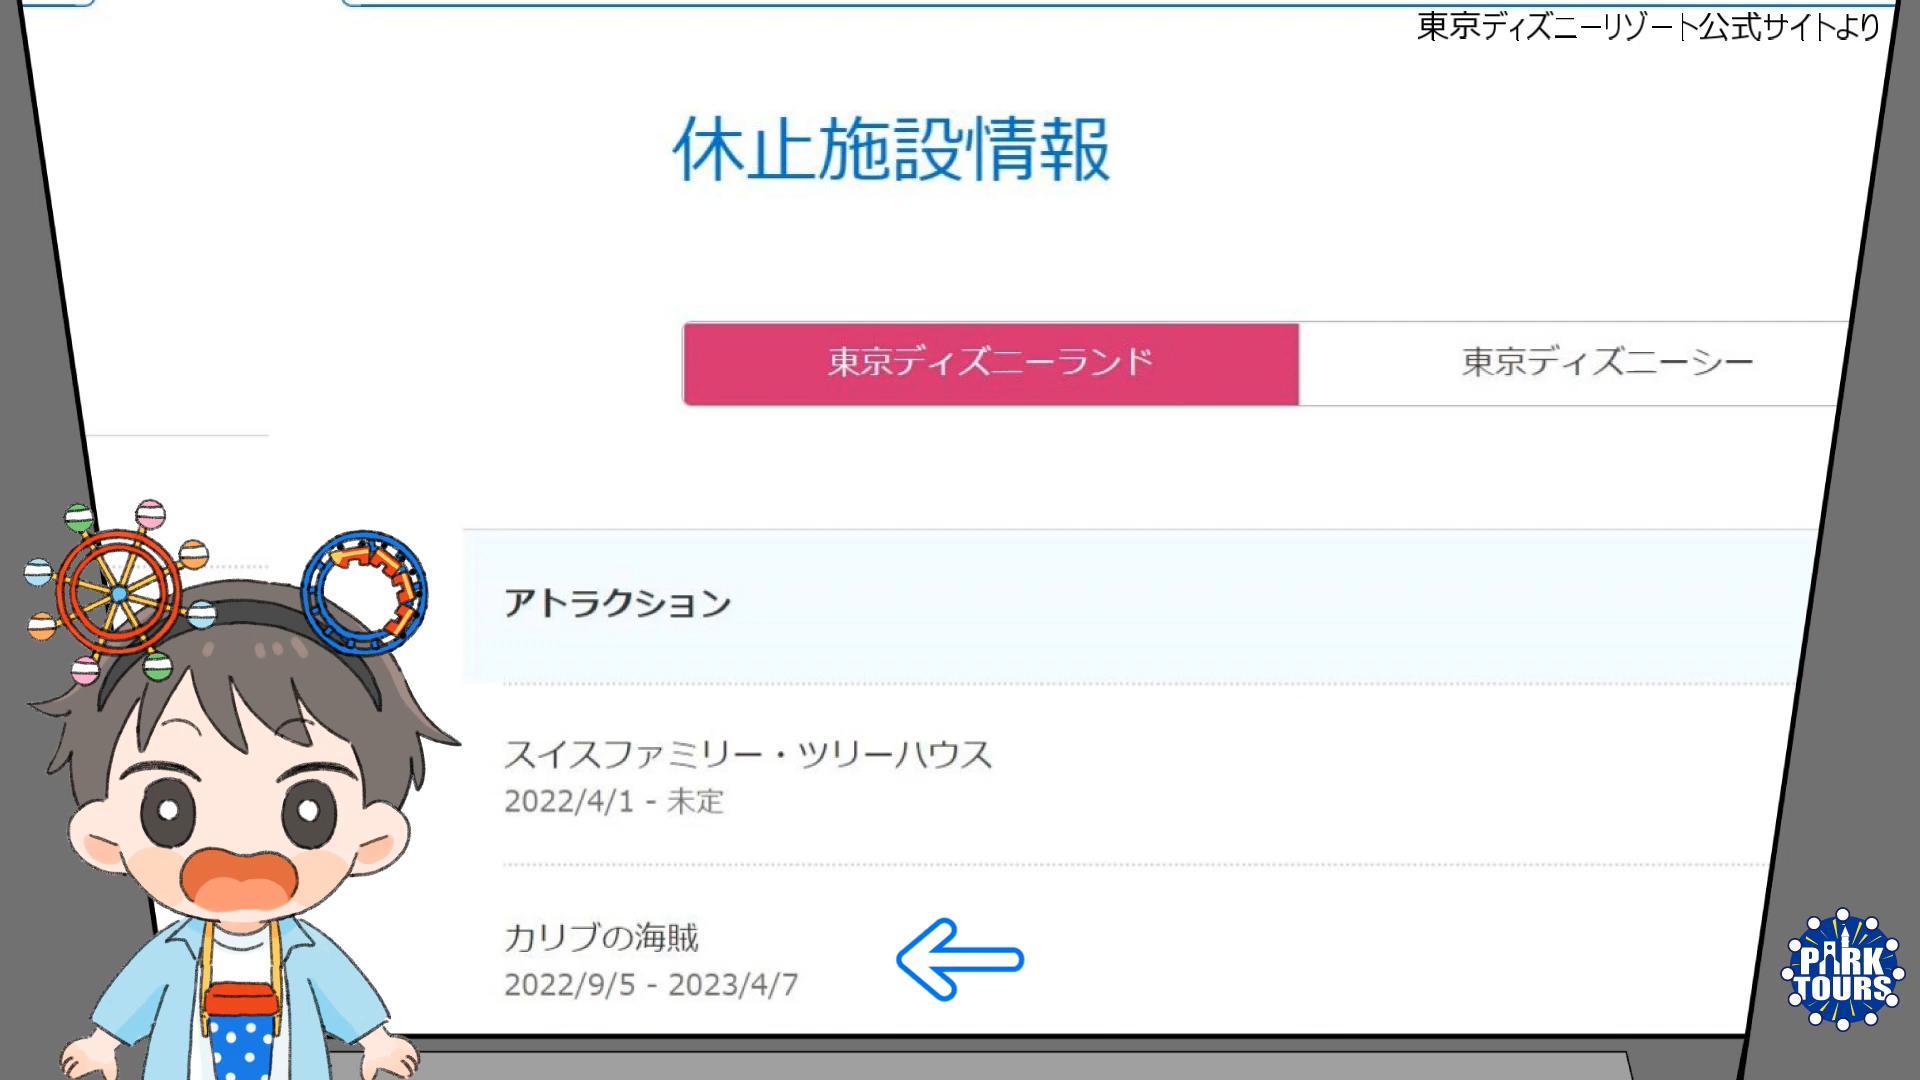 東京ディズニーリゾート公式サイトより
休止施設情報
東京ディズニーランド
東京ディズニーシー
アトラクション
スイスファミリー・ツリーハウス
2022/4/1 - 未定
カリブの海賊
2022/9/5 - 2023/4/7
PARK
TOURS